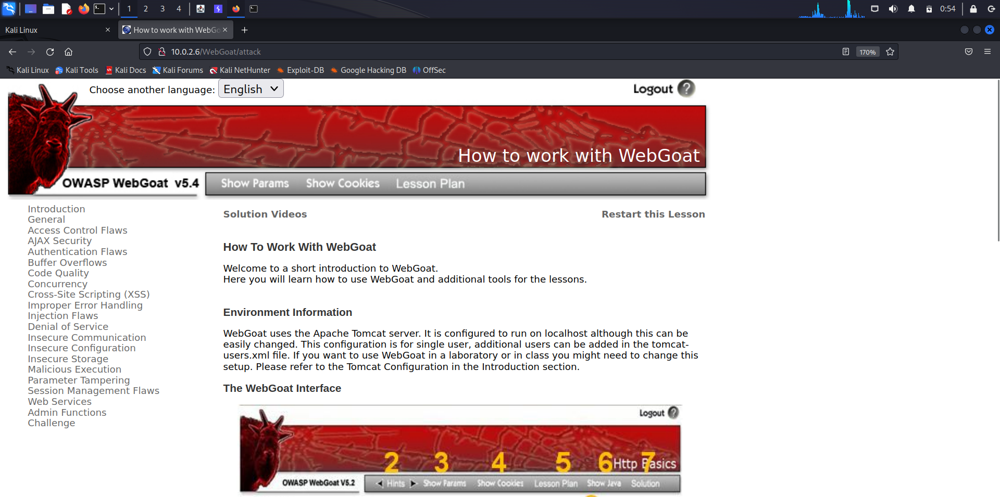 1 2 3 4 0:54
Kali Linux How to work with WebGo
10.0.2.6/WebGoat/attack 170%
Kali Linux Kali Tools Kali Docs Kali Forums Kali NetHunter Exploit-DB Google Hacking DB OffSec
Choose another language: English Logout ?
How to work with WebGoat
OWASP WebGoat v5.4 Show Params Show Cookies Lesson Plan
Introduction
General
Access Control Flaws
AJAX Security
Authentication Flaws
Buffer Overflows
Code Quality
Concurrency
Cross-Site Scripting (XSS)
Improper Error Handling
Injection Flaws
Denial of Service
Insecure Communication
Insecure Configuration
Insecure Storage
Malicious Execution
Parameter Tampering
Session Management Flaws
Web Services
Admin Functions
Challenge
Solution Videos Restart this Lesson
How To Work With WebGoat
Welcome to a short introduction to WebGoat.
Here you will learn how to use WebGoat and additional tools for the lessons.
Environment Information
WebGoat uses the Apache Tomcat server. It is configured to run on localhost although this can be
easily changed. This configuration is for single user, additional users can be added in the tomcat-
users.xml file. If you want to use WebGoat in a laboratory or in class you might need to change this
setup. Please refer to the Tomcat Configuration in the Introduction section.
The WebGoat Interface
Logout ?
2 3 4 5 6 7
Http Basics
OWASP WebGoat V5.2 Hints Show Params Show Cookies Lesson Plan Show Java Solution